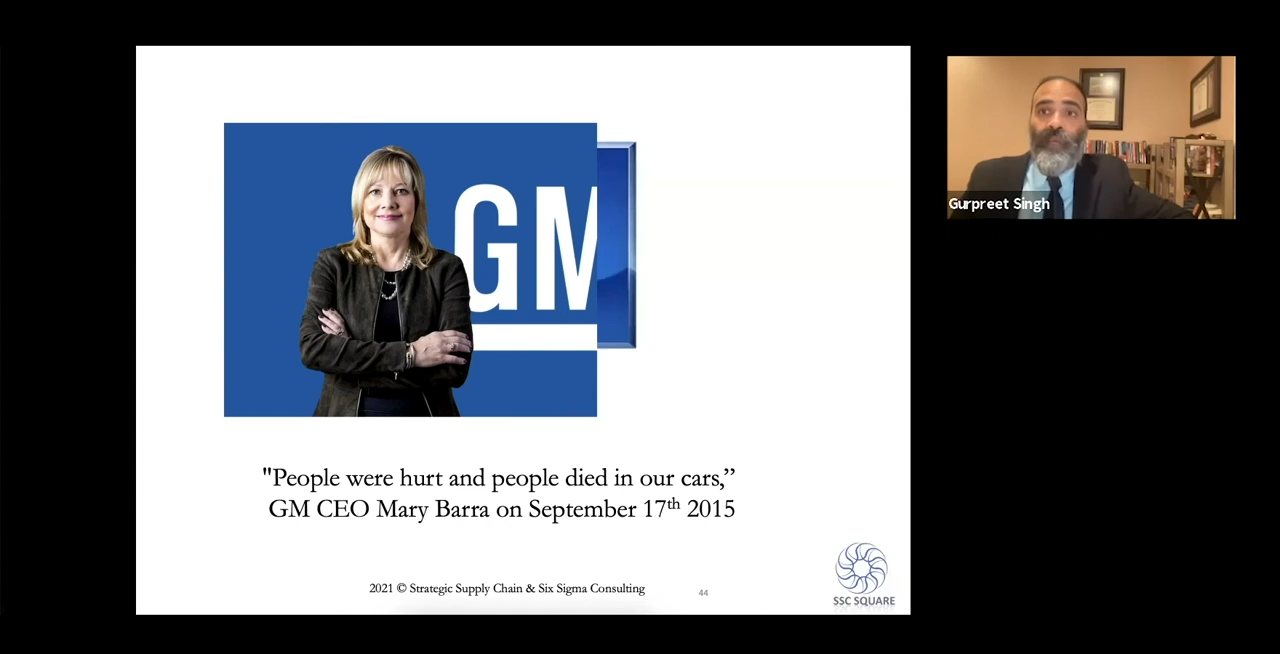 GM
"People were hurt and people died in our cars,”
GM CEO Mary Barra on September 17th 2015
2021 © Strategic Supply Chain & Six Sigma Consulting
44
SSC SQUARE
Gurpreet Singh